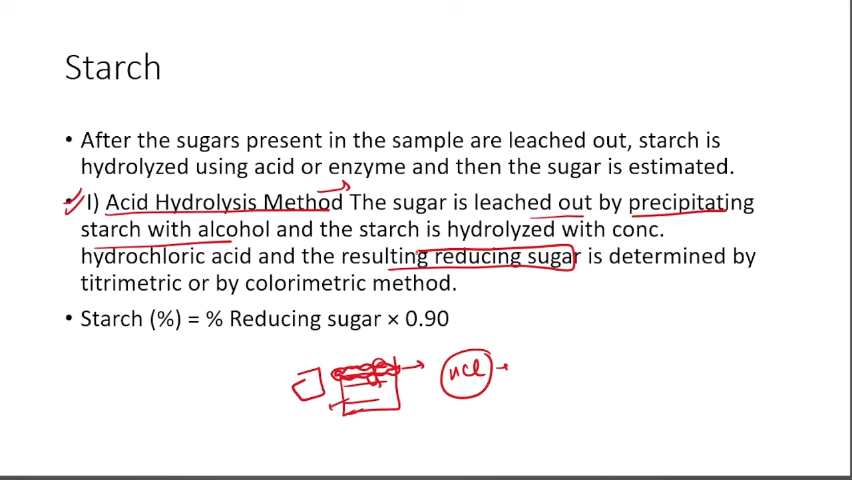 Starch
• After the sugars present in the sample are leached out, starch is
hydrolyzed using acid or enzyme and then the sugar is estimated.
• I) Acid Hydrolysis Method The sugar is leached out by precipitating
starch with alcohol and the starch is hydrolyzed with conc.
hydrochloric acid and the resulting reducing sugar is determined by
titrimetric or by colorimetric method.
• Starch (%) = % Reducing sugar × 0.90
HCl